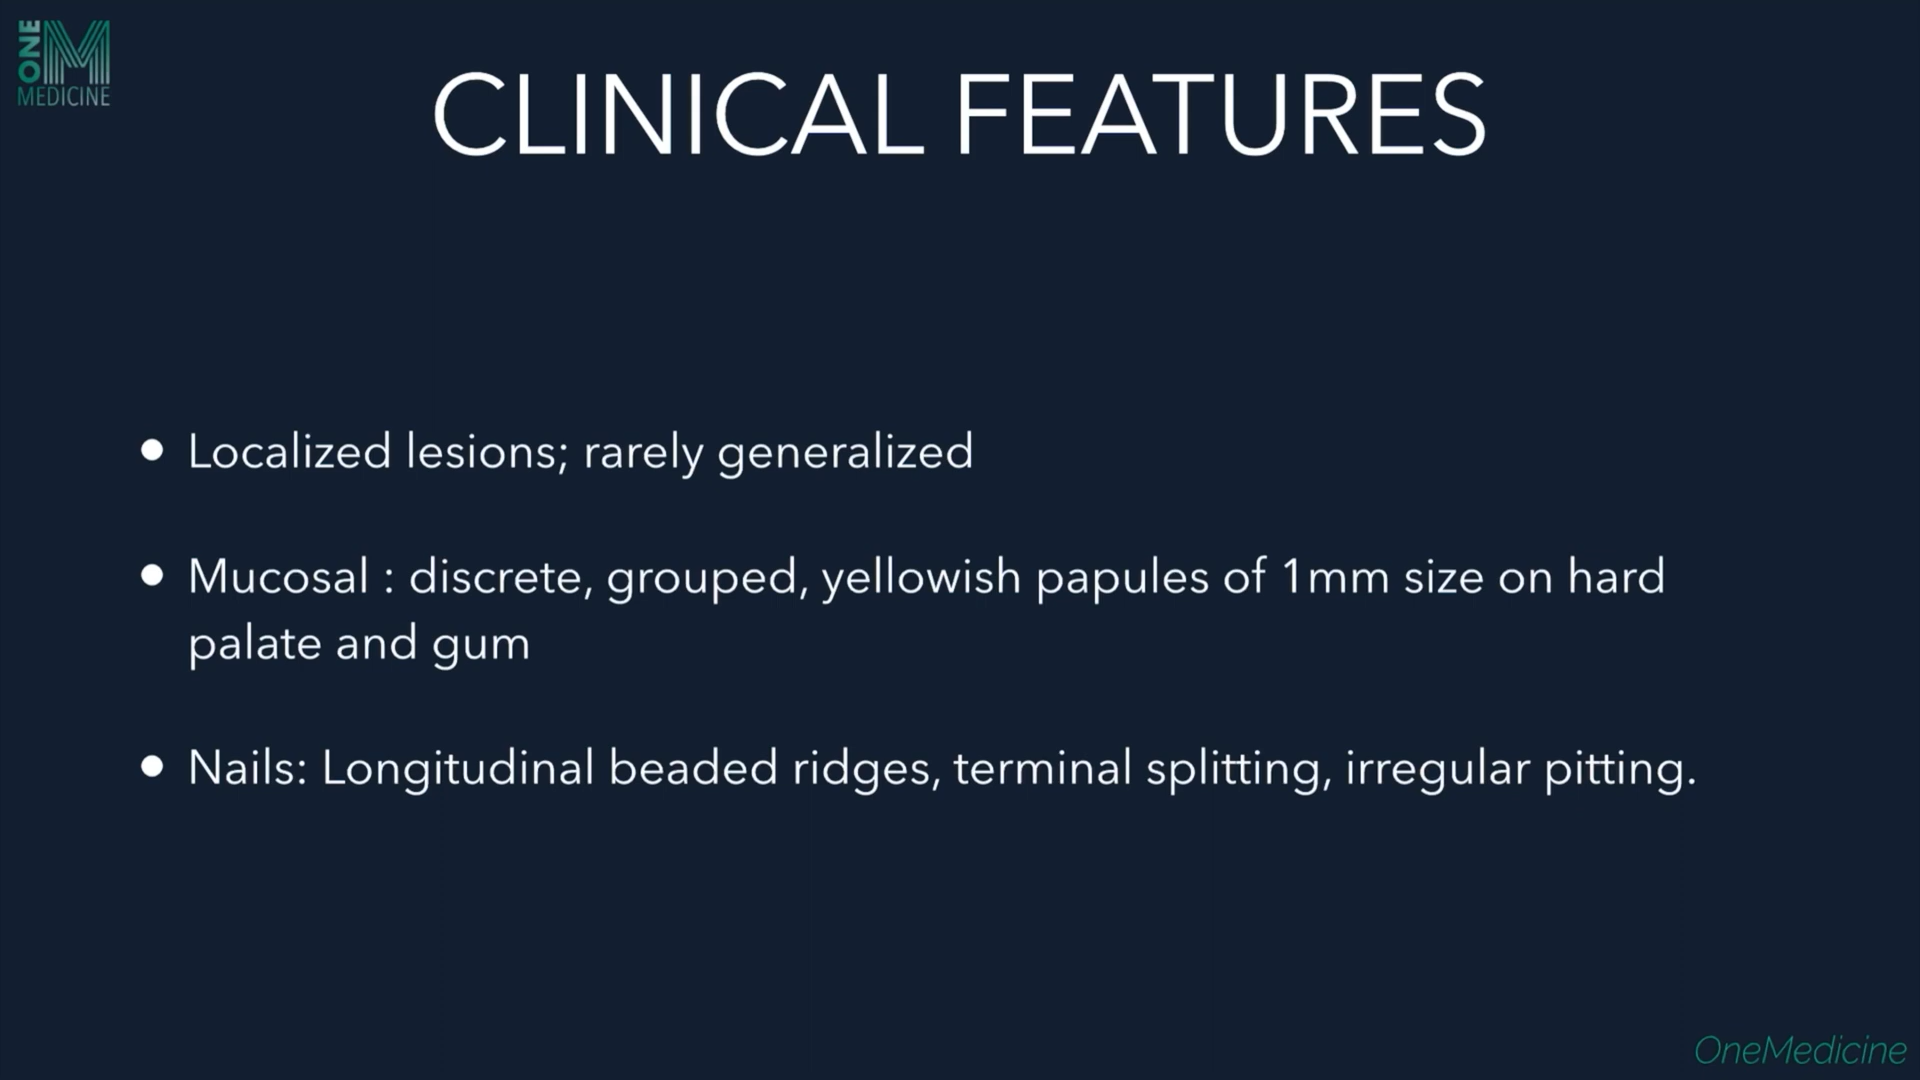 ONE
M
MEDICINE
CLINICAL FEATURES
• Localized lesions; rarely generalized
• Mucosal : discrete, grouped, yellowish papules of 1mm size on hard
palate and gum
• Nails: Longitudinal beaded ridges, terminal splitting, irregular pitting.
OneMedicine